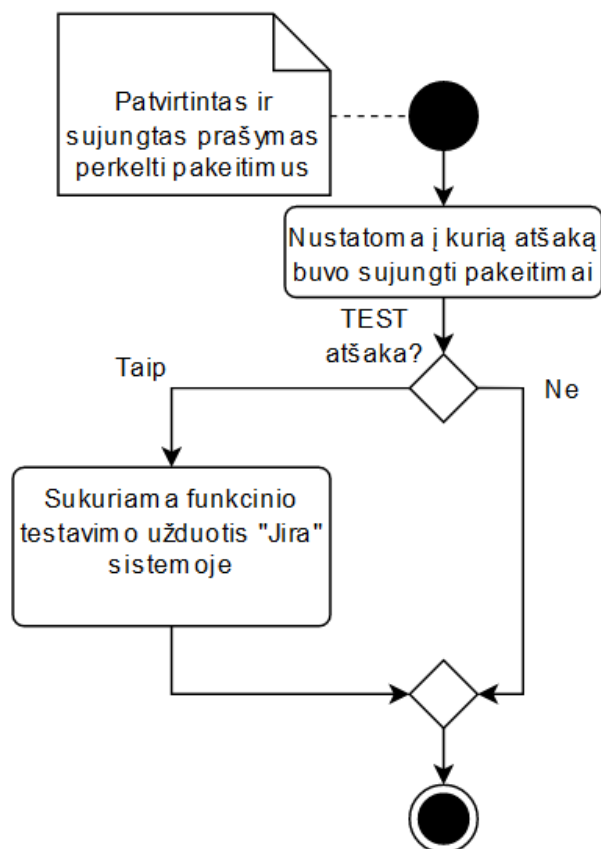 Patvirtintas ir
sujungtas prašymas
perkelti pakeitimus
Nustatoma į kurią atšaką
buvo sujungti pakeitimai
TEST
atšaka?
Taip
Ne
Sukuriama funkcinio
testavimo užduotis "Jira"
sistemoje